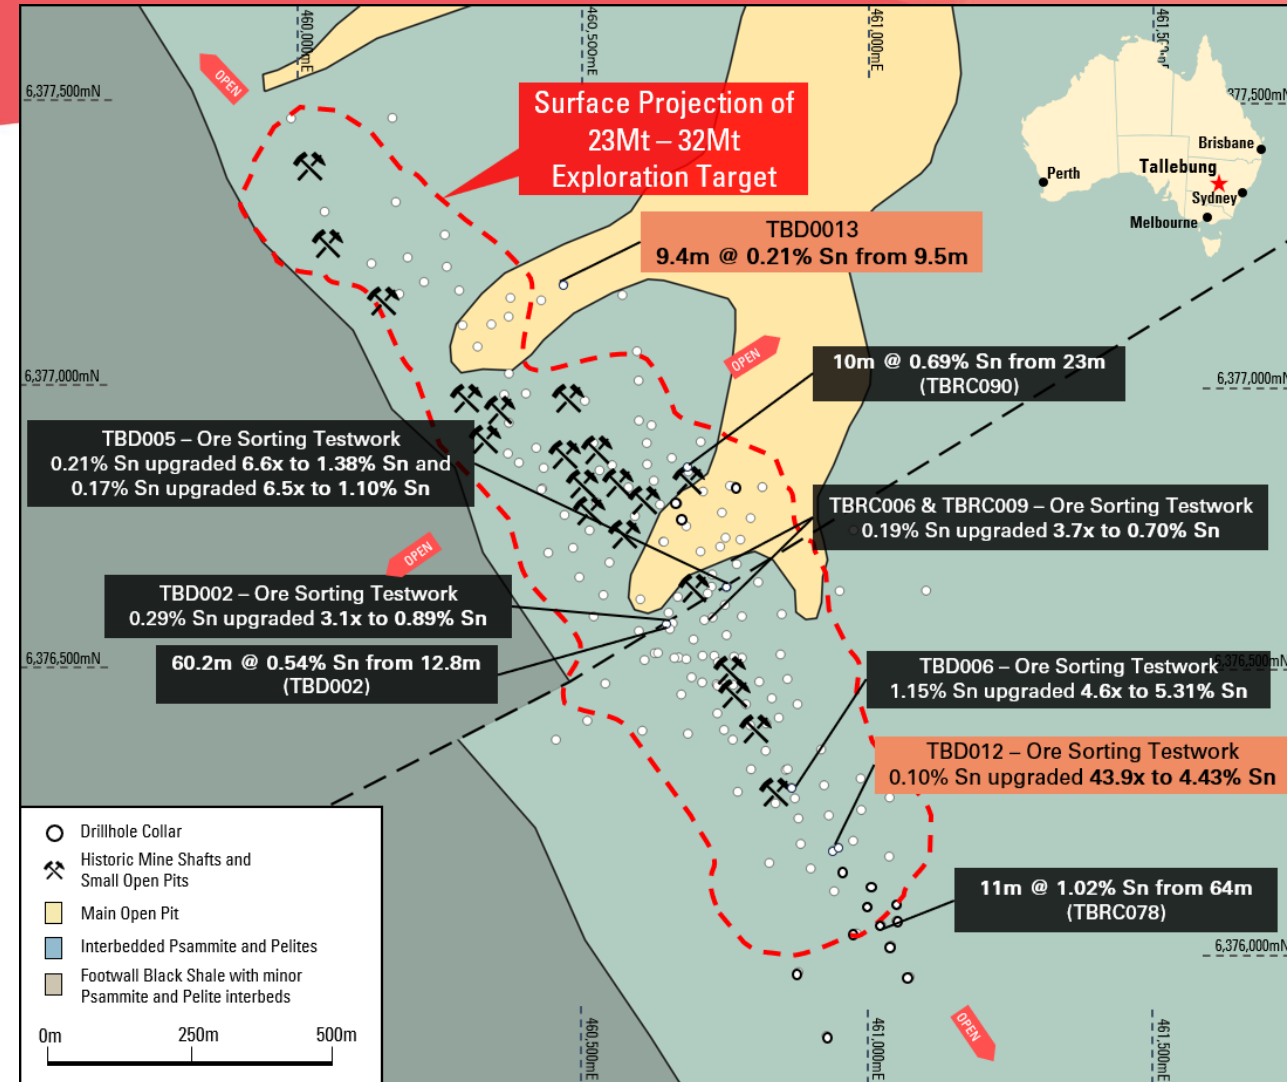 460,000mE
460,500mE
461,000mE
6,377,500mN
OPEN
Surface Projection of
23Mt – 32Mt
Exploration Target
377,500mN
Brisbane
Perth
Tallebung
Sydney
Melbourne
TBD0013
9.4m @ 0.21% Sn from 9.5m
OPEN
10m @ 0.69% Sn from 23m
(TBRC090)
6,377,000mN
6,377,000mN
TBD005 – Ore Sorting Testwork
0.21% Sn upgraded 6.6x to 1.38% Sn and
0.17% Sn upgraded 6.5x to 1.10% Sn
TBRC006 & TBRC009 – Ore Sorting Testwork
0.19% Sn upgraded 3.7x to 0.70% Sn
OPEN
TBD002 – Ore Sorting Testwork
0.29% Sn upgraded 3.1x to 0.89% Sn
60.2m @ 0.54% Sn from 12.8m
(TBD002)
6,376,500mN
6,376,500mN
TBD006 – Ore Sorting Testwork
1.15% Sn upgraded 4.6x to 5.31% Sn
TBD012 – Ore Sorting Testwork
0.10% Sn upgraded 43.9x to 4.43% Sn
11m @ 1.02% Sn from 64m
(TBRC078)
6,376,000mN
Drillhole Collar
Historic Mine Shafts and
Small Open Pits
Main Open Pit
Interbedded Psammite and Pelites
Footwall Black Shale with minor
Psammite and Pelite interbeds
0m 250m 500m
OPEN
460,500mE
461,000mE
461,500mE